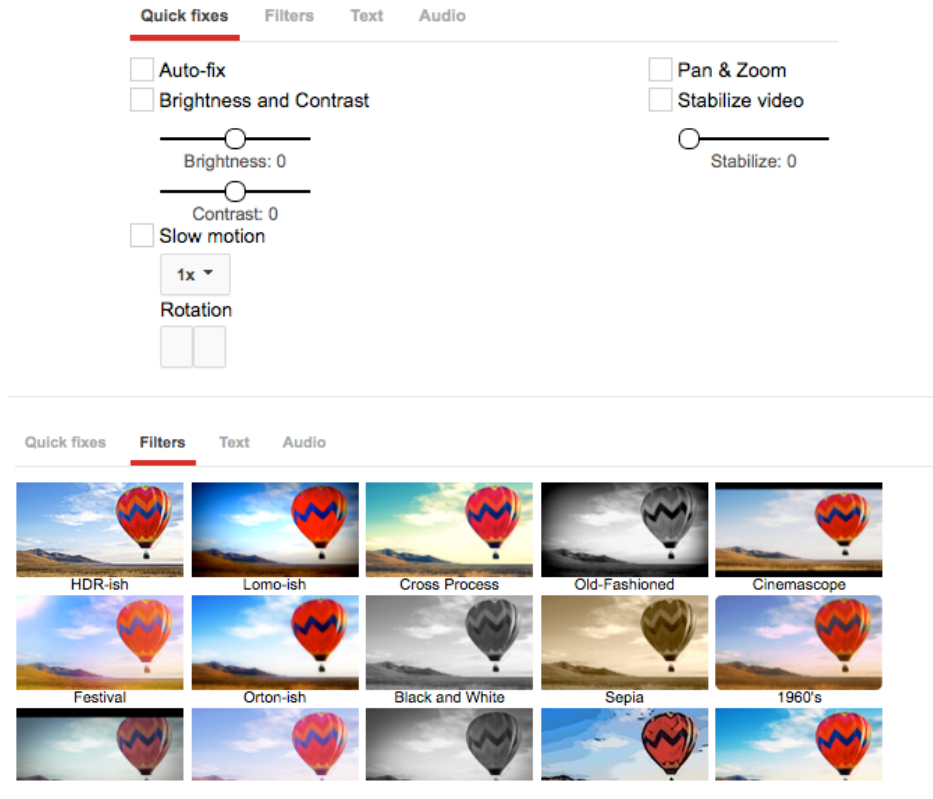 Quick fixes Filters Text Audio
Auto-fix Pan & Zoom
Brightness and Contrast Stabilize video
Brightness: 0 Stabilize: 0
Contrast: 0
Slow motion
1x
Rotation
Quick fixes Filters Text Audio
HDR-ish Lomo-ish Cross Process Old-Fashioned Cinemascope
Festival Orton-ish Black and White Sepia 1960's